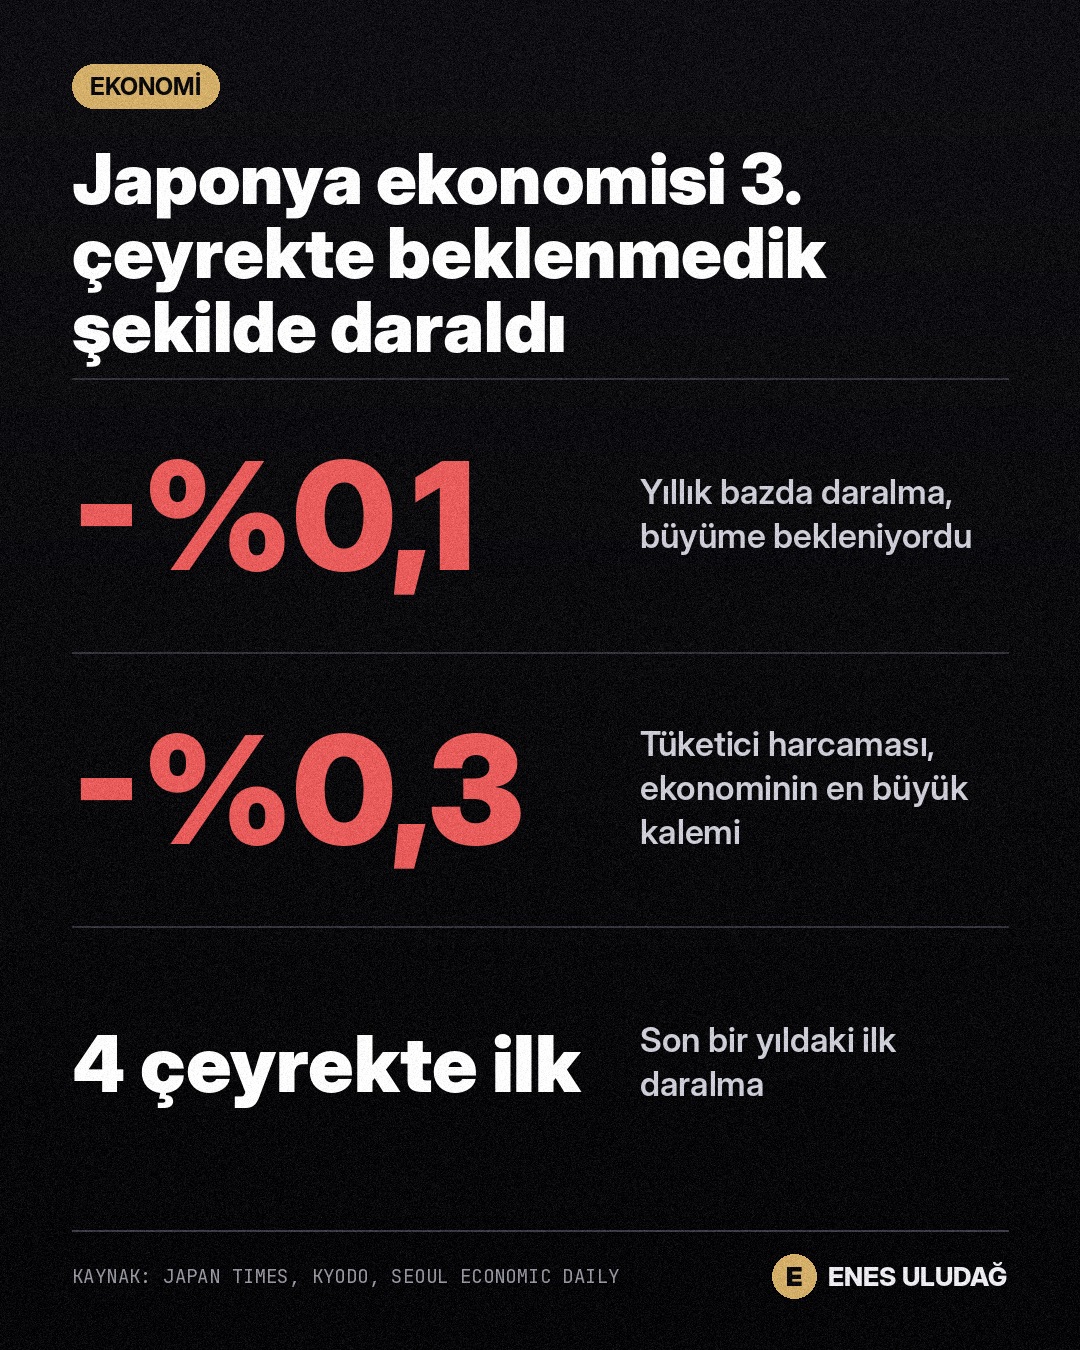 EKONOMİ
Japonya ekonomisi 3.
çeyrekte beklenmedik
şekilde daraldı
-%0,1
Yıllık bazda daralma,
büyüme bekleniyordu
-%0,3
Tüketici harcaması,
ekonominin en büyük
kalemi
4 çeyrekte ilk
Son bir yıldaki ilk
daralma
KAYNAK: JAPAN TIMES, KYODO, SEOUL ECONOMIC DAILY
E ENES ULUDAĞ